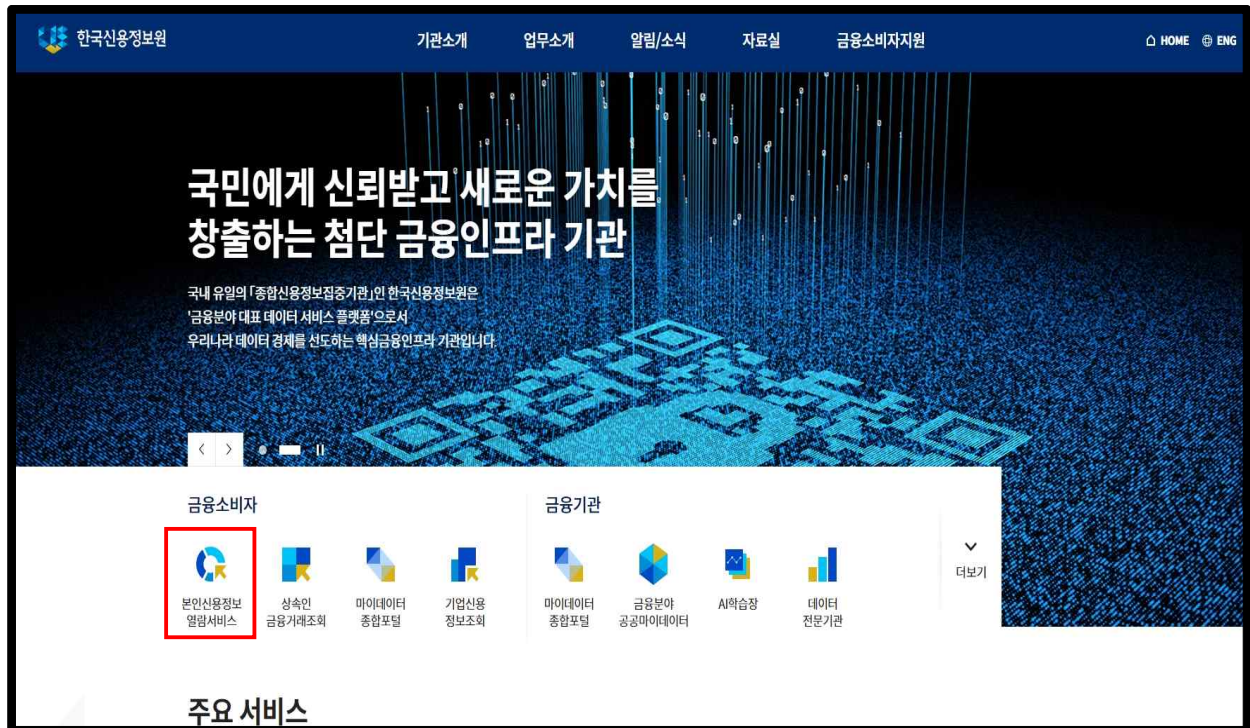 한국신용정보원
기관소개 업무소개 알림/소식 자료실 금융소비자지원
HOME ENG
국민에게 신뢰받고 새로운 가치를
창출하는 첨단 금융인프라 기관
국내 유일의 「종합신용정보집중기관」인 한국신용정보원은
'금융분야 대표 데이터 서비스 플랫폼'으로서
우리나라 데이터 경제를 선도하는 핵심금융인프라 기관입니다.
금융소비자
본인신용정보
열람서비스
상속인
금융거래조회
마이데이터
종합포털
기업신용
정보조회
금융기관
마이데이터
종합포털
금융분야
공공마이데이터
AI학습장
데이터
전문기관
더보기
주요 서비스